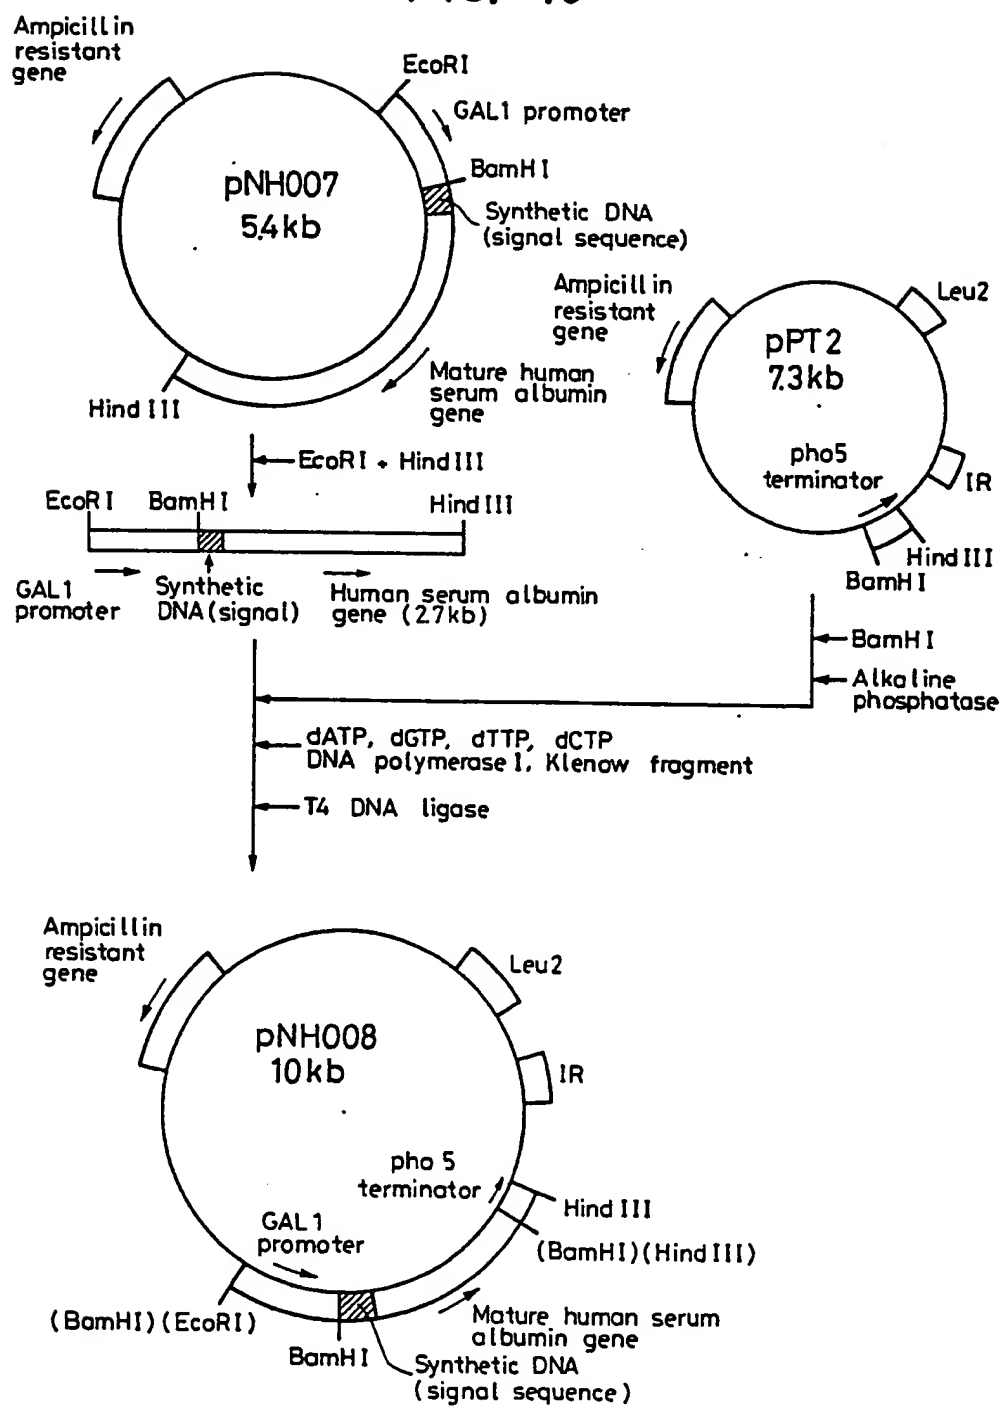 Ampicillin
resistant
gene
EcoRI
GAL1 promoter
BamHI
pNH007
5.4kb
Synthetic DNA
(signal sequence)
Mature human
serum albumin
gene
Hind III
Ampicillin
resistant
gene
Leu2
pPT2
7.3kb
pho5
terminator
IR
Hind III
BamHI
EcoRI + Hind III
EcoRI BamHI Hind III
GAL1
promoter
Synthetic
DNA(signal)
Human serum albumin
gene (2.7kb)
BamHI
Alkaline
phosphatase
dATP, dGTP, dTTP, dCTP
DNA polymerase I, Klenow fragment
T4 DNA ligase
Ampicillin
resistant
gene
Leu2
pNH008
10kb
IR
pho 5
terminator
Hind III
(BamHI)(Hind III)
GAL1
promoter
(BamHI)(EcoRI)
Mature human serum
albumin gene
BamHI
Synthetic DNA
(signal sequence)